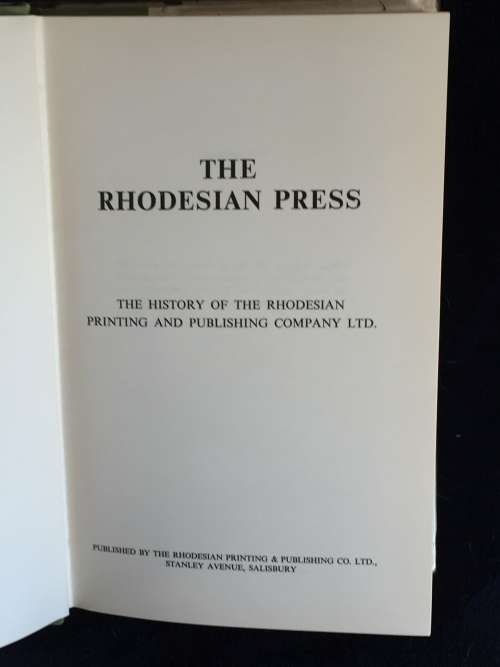 THE
RHODESIAN PRESS
THE HISTORY OF THE RHODESIAN
PRINTING AND PUBLISHING COMPANY LTD.
PUBLISHED BY THE RHODESIAN PRINTING & PUBLISHING CO. LTD.,
STANLEY AVENUE, SALISBURY